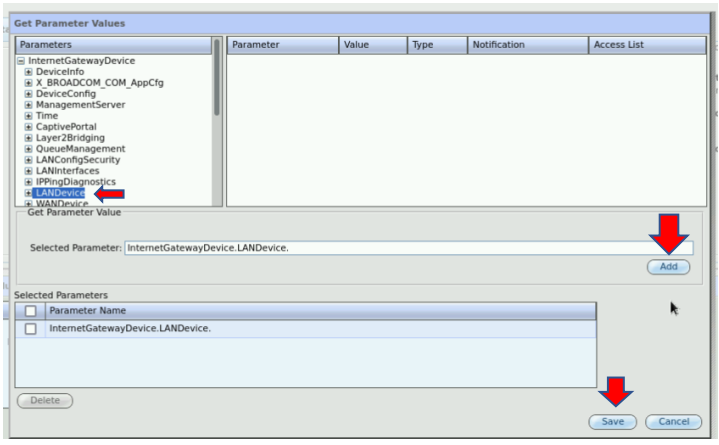 Get Parameter Values
Parameters
Parameter Value Type Notification Access List
InternetGatewayDevice
DeviceInfo
X_BROADCOM_COM_AppCfg
DeviceConfig
ManagementServer
Time
CaptivePortal
Layer2Bridging
QueueManagement
LANConfigSecurity
LANInterfaces
IPPingDiagnostics
LANDevice
WANDevice
Get Parameter Value
Selected Parameter: InternetGatewayDevice.LANDevice.
Add
Selected Parameters
Parameter Name
InternetGatewayDevice.LANDevice.
Delete
Save Cancel